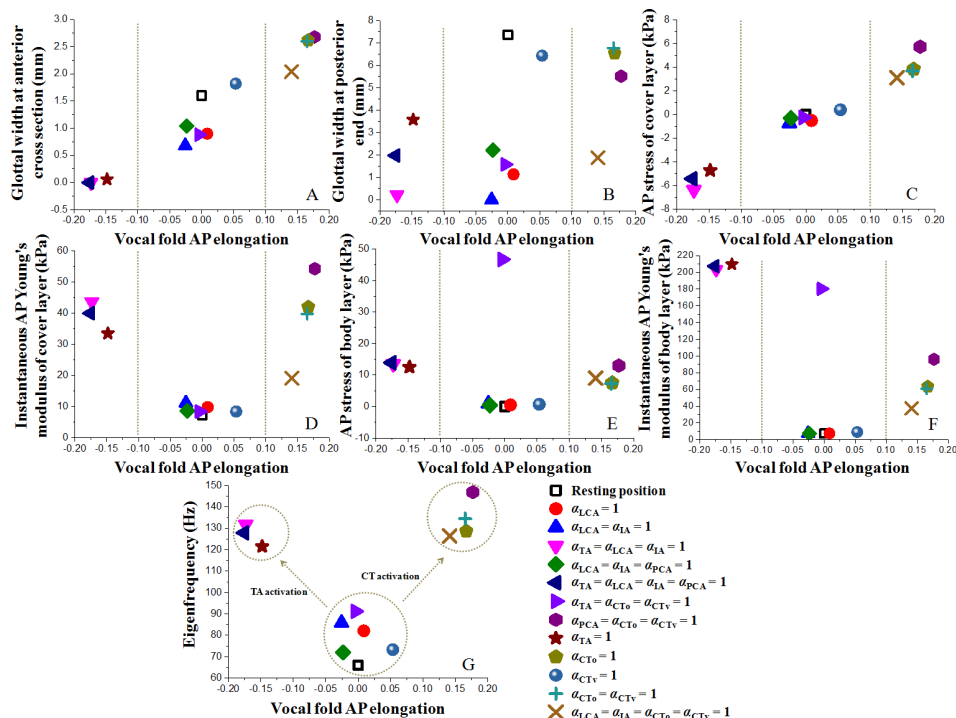 Glottal width at anterior
cross section (mm)
3.0
2.5
2.0
1.5
1.0
0.5
0.0
A
-0.20 -0.15 -0.10 -0.05 0.00 0.05 0.10 0.15 0.20
Vocal fold AP elongation
Glottal width at posterior
end (mm)
7
6
5
4
3
2
1
0
B
-0.20 -0.15 -0.10 -0.05 0.00 0.05 0.10 0.15 0.20
Vocal fold AP elongation
AP stress of cover layer (kPa)
8
6
4
2
0
-2
-4
-6
-8
C
-0.20 -0.15 -0.10 -0.05 0.00 0.05 0.10 0.15 0.20
Vocal fold AP elongation
Instantaneous AP Young's
modulus of cover layer (kPa)
60
50
40
30
20
10
0
D
-0.20 -0.15 -0.10 -0.05 0.00 0.05 0.10 0.15 0.20
Vocal fold AP elongation
AP stress of body layer (kPa)
50
40
30
20
10
0
-10
E
-0.20 -0.15 -0.10 -0.05 0.00 0.05 0.10 0.15 0.20
Vocal fold AP elongation
Instantaneous AP Young's
modulus of body layer (kPa)
220
200
180
160
140
120
100
80
60
40
20
0
F
-0.20 -0.15 -0.10 -0.05 0.00 0.05 0.10 0.15 0.20
Vocal fold AP elongation
Eigenfrequency (Hz)
150
140
130
120
110
100
90
80
70
60
TA activation
CT activation
G
-0.20 -0.15 -0.10 -0.05 0.00 0.05 0.10 0.15 0.20
Vocal fold AP elongation
Resting position
αLCA = 1
αLCA = αIA = 1
αTA = αLCA = αIA = 1
αLCA = αIA = αPCA = 1
αTA = αLCA = αIA = αPCA = 1
αTA = αCTo = αCTv = 1
αPCA = αCTo = αCTv = 1
αTA = 1
αCTo = 1
αCTv = 1
αCTo = αCTv = 1
αLCA = αIA = αCTo = αCTv = 1